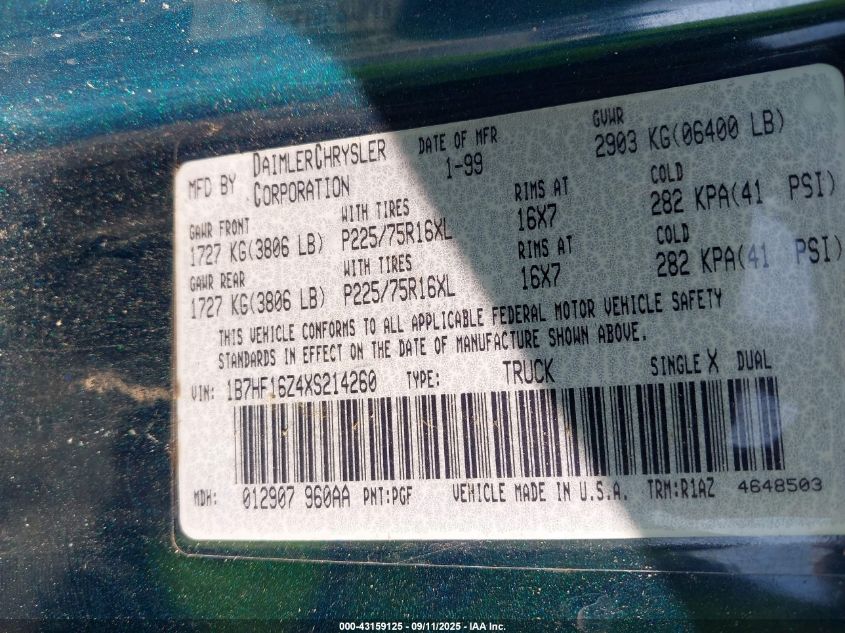 MFD BY DAIMLERCHRYSLER CORPORATION DATE OF MFR 1-99 GVWR 2903 KG(06400 LB)
GAWR FRONT WITH TIRES RIMS AT COLD
1727 KG(3806 LB) P225/75R16XL 16X7 282 KPA(41 PSI)
GAWR REAR WITH TIRES RIMS AT COLD
1727 KG(3806 LB) P225/75R16XL 16X7 282 KPA(41 PSI)
THIS VEHICLE CONFORMS TO ALL APPLICABLE FEDERAL MOTOR VEHICLE SAFETY
STANDARDS IN EFFECT ON THE DATE OF MANUFACTURE SHOWN ABOVE.
VIN: 1B7HF16Z4XS214260 TYPE: TRUCK SINGLE X DUAL
MDH: 012907 960AA PNT:PGF VEHICLE MADE IN U.S.A. TRM:R1AZ 4648503
000-43159125 - 09/11/2025 - IAA Inc.